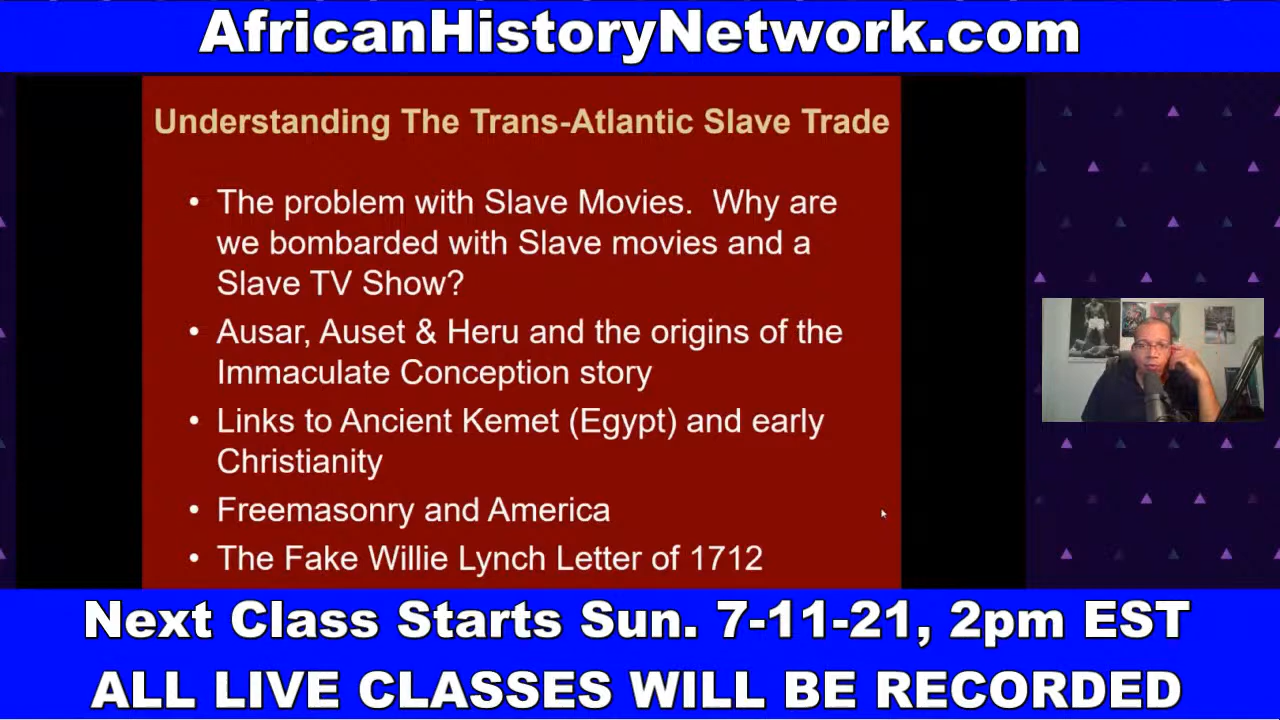 AfricanHistoryNetwork.com
Understanding The Trans-Atlantic Slave Trade
• The problem with Slave Movies.  Why are
we bombarded with Slave movies and a
Slave TV Show?
• Ausar, Auset & Heru and the origins of the
Immaculate Conception story
• Links to Ancient Kemet (Egypt) and early
Christianity
• Freemasonry and America
• The Fake Willie Lynch Letter of 1712
Next Class Starts Sun. 7-11-21, 2pm EST
ALL LIVE CLASSES WILL BE RECORDED